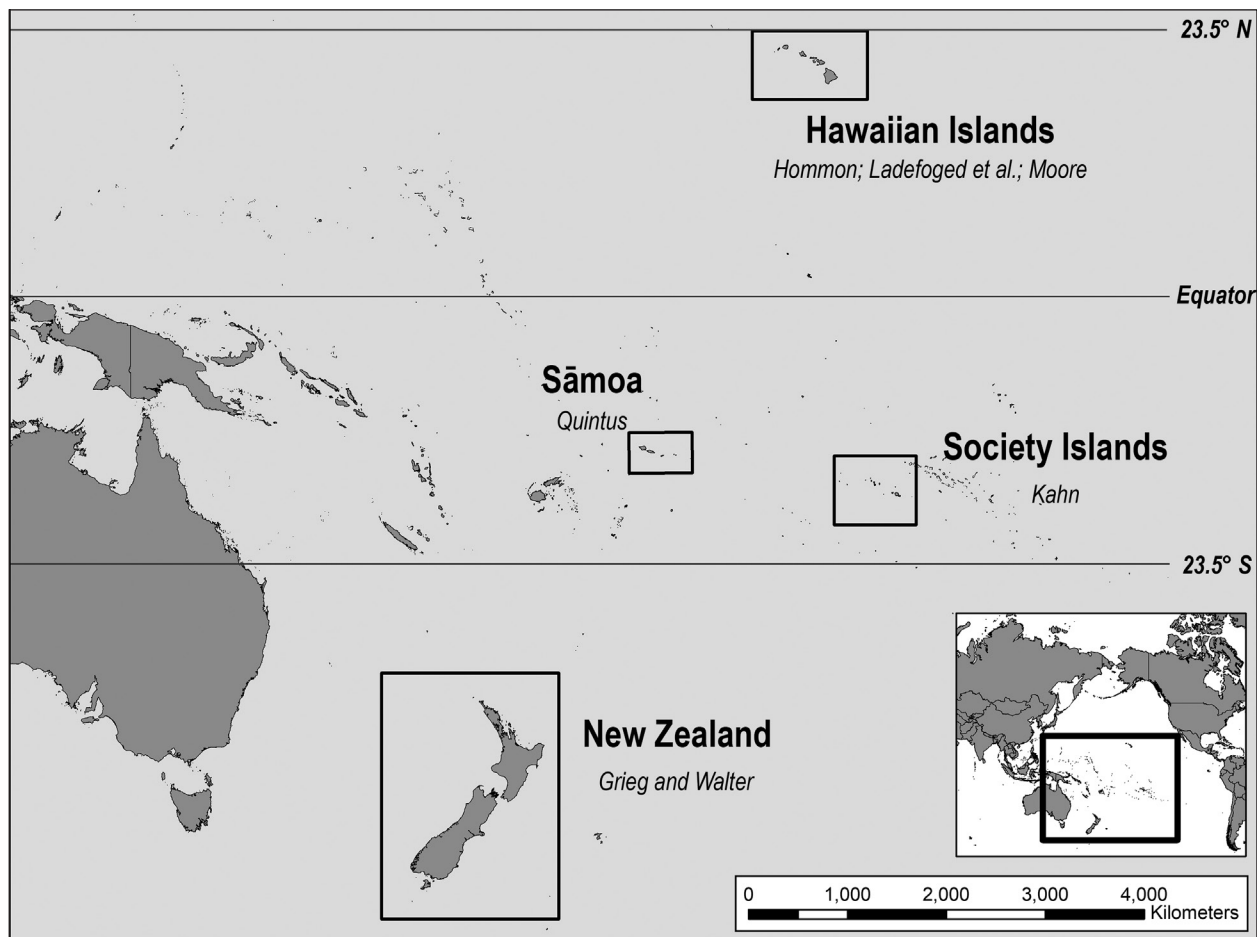 23.5° N
Hawaiian Islands
Hommon; Ladefoged et al.; Moore
Equator
Sāmoa
Quintus
Society Islands
Kahn
23.5° S
New Zealand
Grieg and Walter
0 1,000 2,000 3,000 4,000
Kilometers